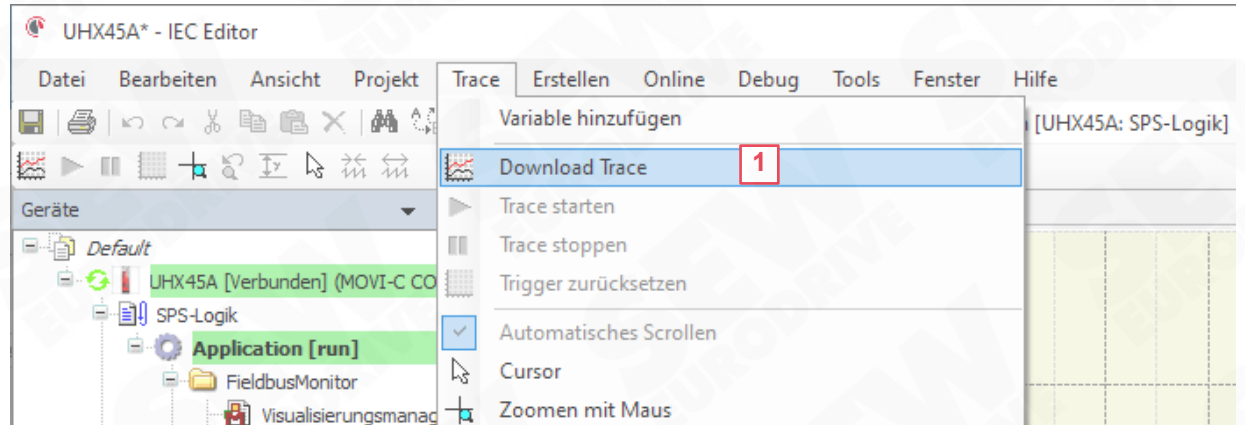 UHX45A* - IEC Editor
Datei Bearbeiten Ansicht Projekt Trace Erstellen Online Debug Tools Fenster Hilfe
Variable hinzufügen
[UHX45A: SPS-Logik]
Download Trace 1
Geräte
Trace starten
Default
Trace stoppen
UHX45A [Verbunden] (MOVI-C CO
Trigger zurücksetzen
SPS-Logik
Automatisches Scrollen
Application [run]
Cursor
FieldbusMonitor
Zoomen mit Maus
Visualisierungsmanag
SEW
EURODRIVE